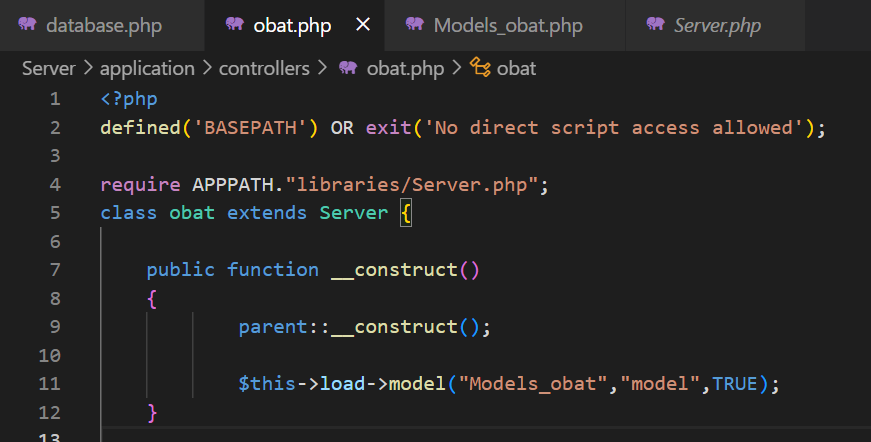 database.php obat.php × Models_obat.php Server.php
Server > application > controllers > obat.php > obat
1 <?php
2 defined('BASEPATH') OR exit('No direct script access allowed');
3
4 require APPPATH."libraries/Server.php";
5 class obat extends Server {
6
7     public function __construct()
8     {
9             parent::__construct();
10
11             $this->load->model("Models_obat","model",TRUE);
12     }
13